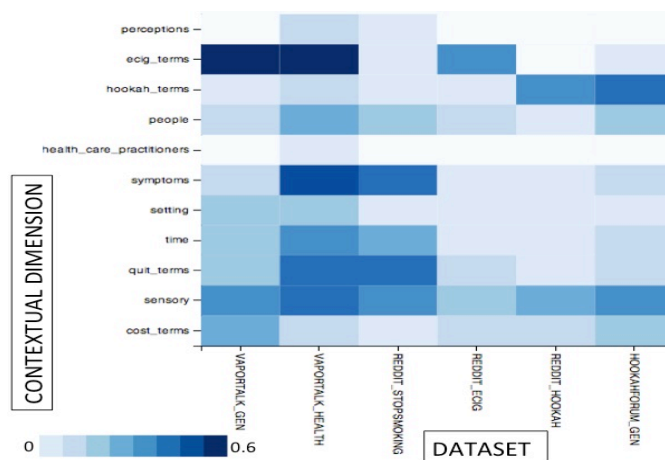 perceptions
ecig_terms
hookah_terms
people
health_care_practitioners
symptoms
setting
time
quit_terms
sensory
cost_terms
CONTEXTUAL DIMENSION
VAPORTALK_GEN
VAPORTALK_HEALTH
REDDIT_STOPSMOKING
REDDIT_ECIG
REDDIT_HOOKAH
HOOKAHFORUM_GEN
0
0.6
DATASET